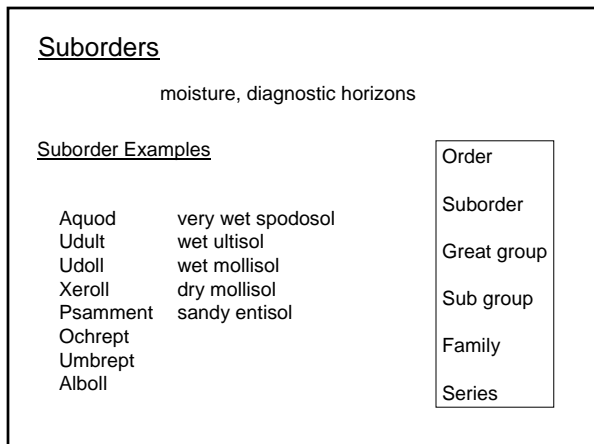 Suborders
moisture, diagnostic horizons
Suborder Examples
Aquod very wet spodosol
Udult wet ultisol
Udoll wet mollisol
Xeroll dry mollisol
Psamment sandy entisol
Ochrept
Umbrept
Alboll
Order
Suborder
Great group
Sub group
Family
Series